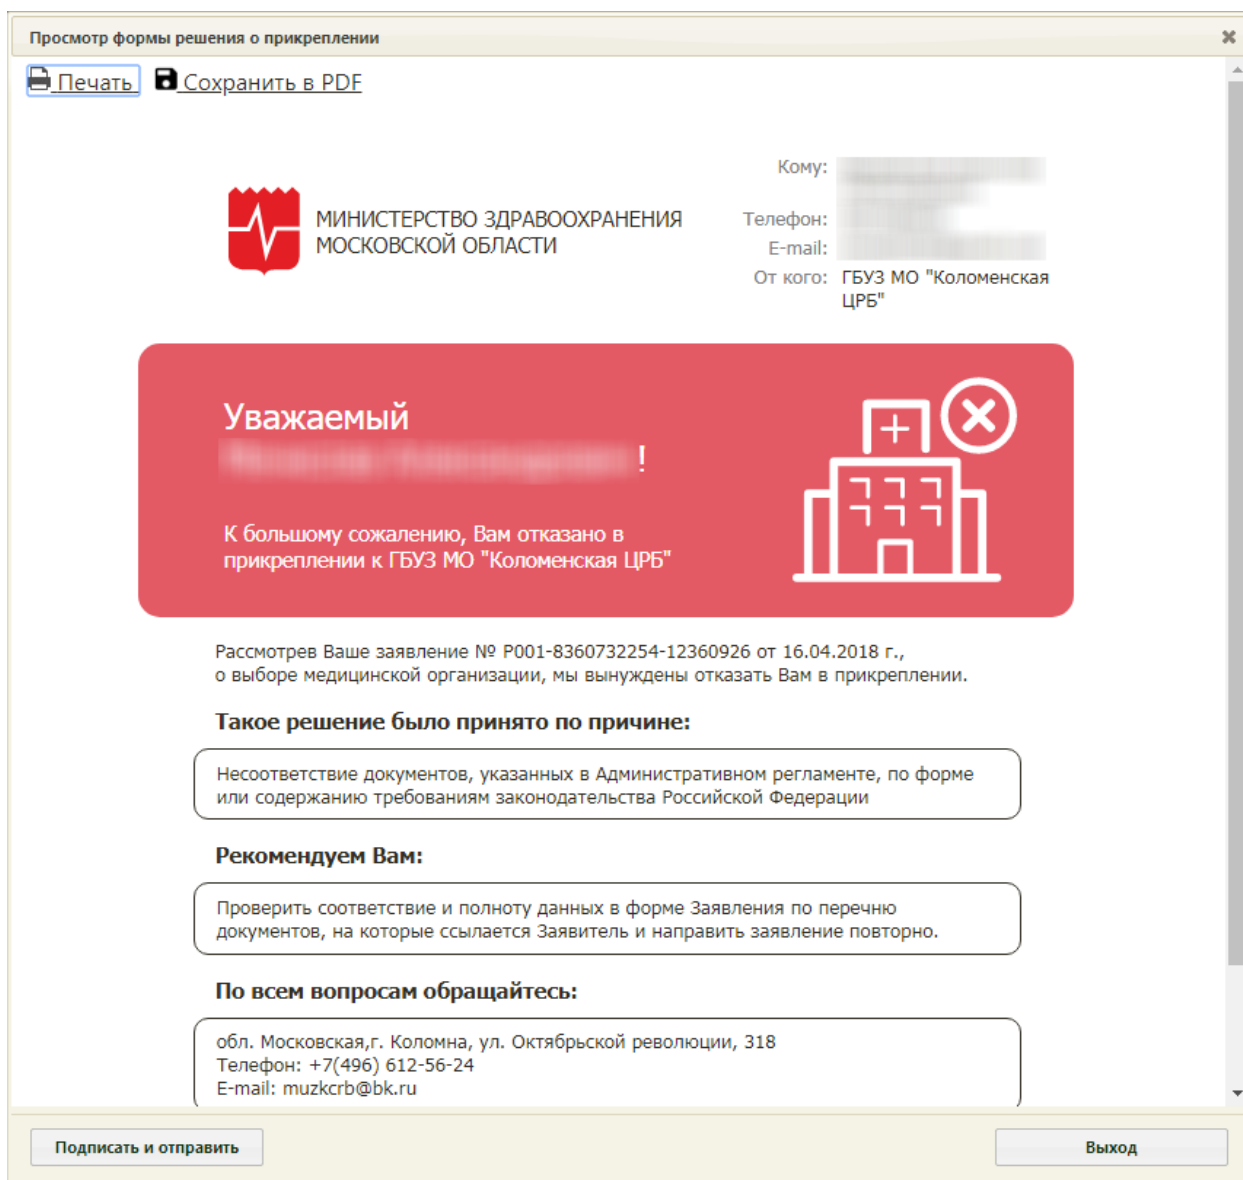 Просмотр формы решения о прикреплении
Печать Сохранить в PDF
МИНИСТЕРСТВО ЗДРАВООХРАНЕНИЯ
МОСКОВСКОЙ ОБЛАСТИ
Кому:
Телефон:
E-mail:
От кого: ГБУЗ МО "Коломенская
ЦРБ"
Уважаемый
!
К большому сожалению, Вам отказано в
прикреплении к ГБУЗ МО "Коломенская ЦРБ"
Рассмотрев Ваше заявление № P001-8360732254-12360926 от 16.04.2018 г.,
о выборе медицинской организации, мы вынуждены отказать Вам в прикреплении.
Такое решение было принято по причине:
Несоответствие документов, указанных в Административном регламенте, по форме
или содержанию требованиям законодательства Российской Федерации
Рекомендуем Вам:
Проверить соответствие и полноту данных в форме Заявления по перечню
документов, на которые ссылается Заявитель и направить заявление повторно.
По всем вопросам обращайтесь:
обл. Московская,г. Коломна, ул. Октябрьской революции, 318
Телефон: +7(496) 612-56-24
E-mail: muzkcrb@bk.ru
Подписать и отправить
Выход